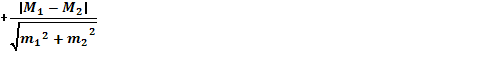 + |M₁ − M₂| / √(m₁² + m₂²)